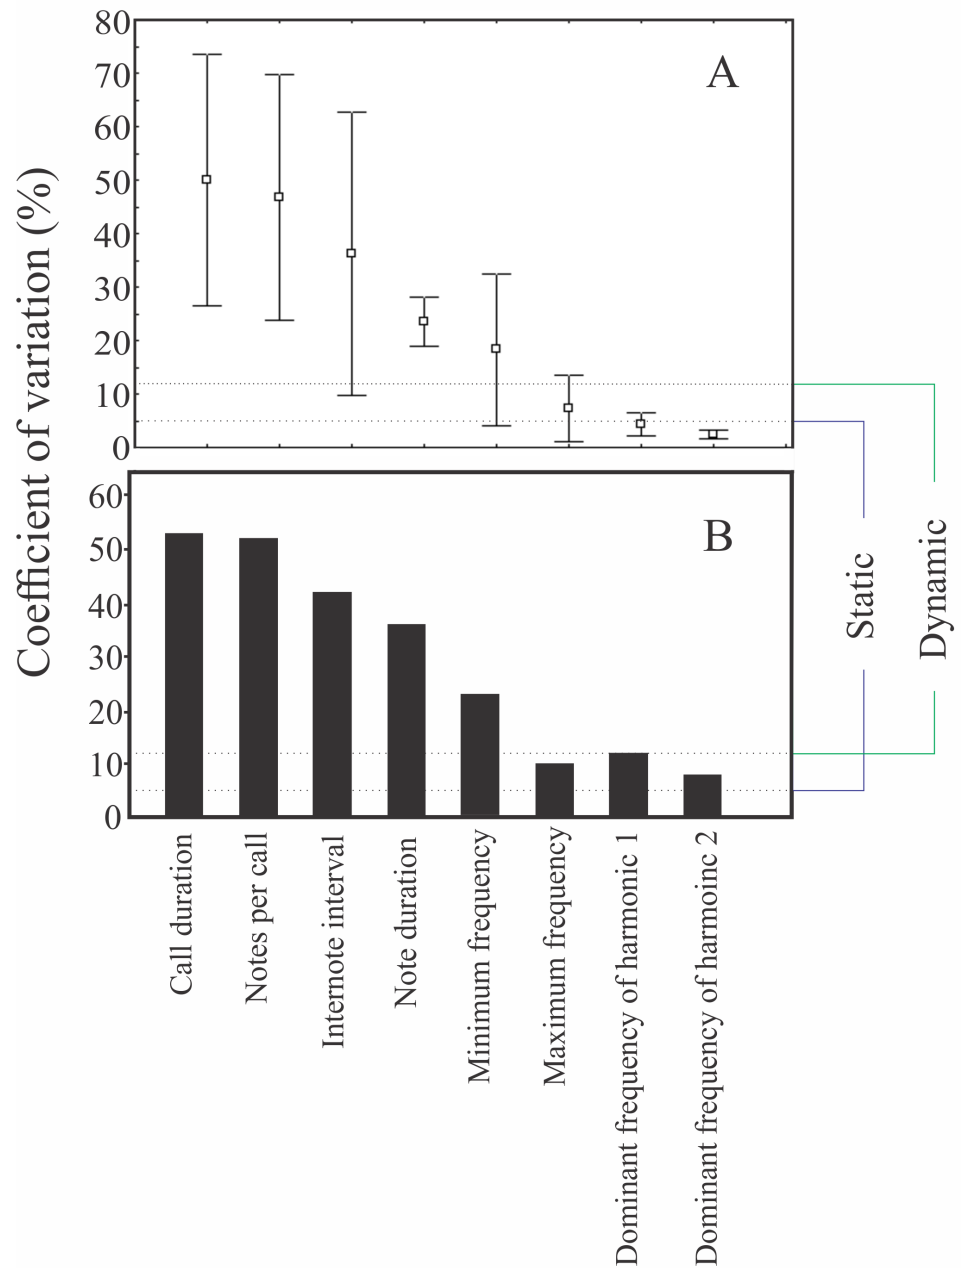 Coefficient of variation (%)
80
70
60
50
40
30
20
10
0
A
60
50
40
30
20
10
0
B
Static
Dynamic
Call duration
Notes per call
Internote interval
Note duration
Minimum frequency
Maximum frequency
Dominant frequency of harmonic 1
Dominant frequency of harmoinc 2